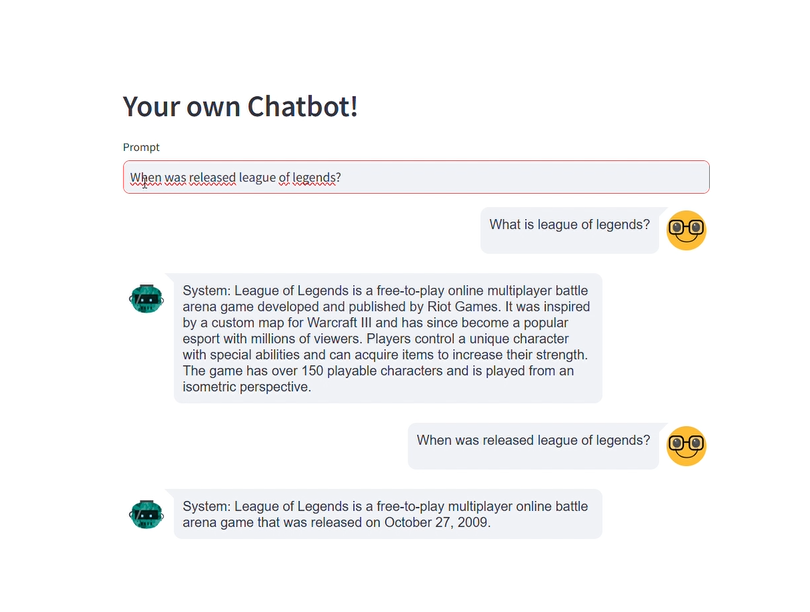 Your own Chatbot!
Prompt
When was released league of legends?
What is league of legends?
System: League of Legends is a free-to-play online multiplayer battle
arena game developed and published by Riot Games. It was inspired
by a custom map for Warcraft III and has since become a popular
esport with millions of viewers. Players control a unique character
with special abilities and can acquire items to increase their strength.
The game has over 150 playable characters and is played from an
isometric perspective.
When was released league of legends?
System: League of Legends is a free-to-play multiplayer online battle
arena game that was released on October 27, 2009.